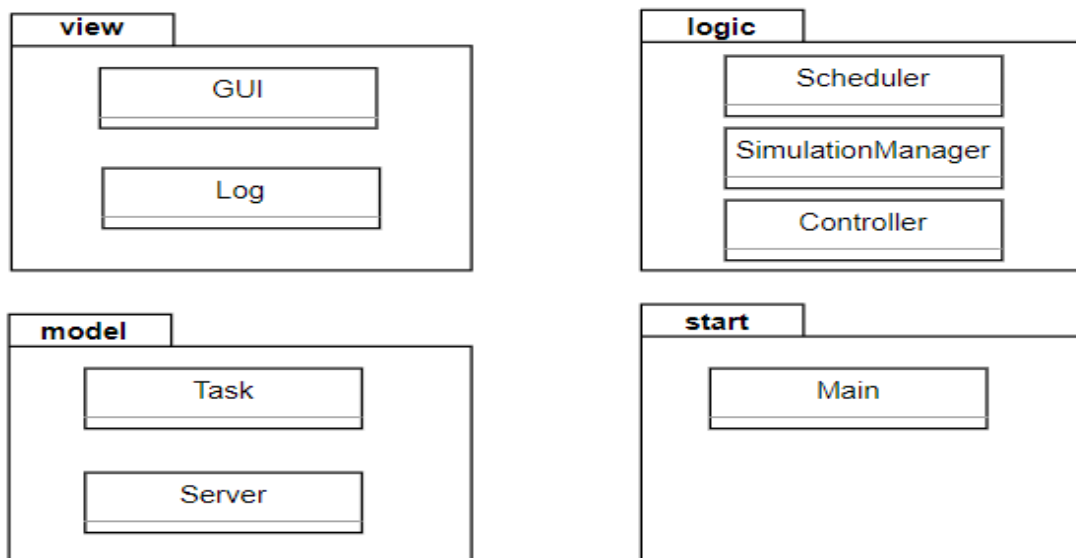 view
GUI
Log
logic
Scheduler
SimulationManager
Controller
model
Task
Server
start
Main